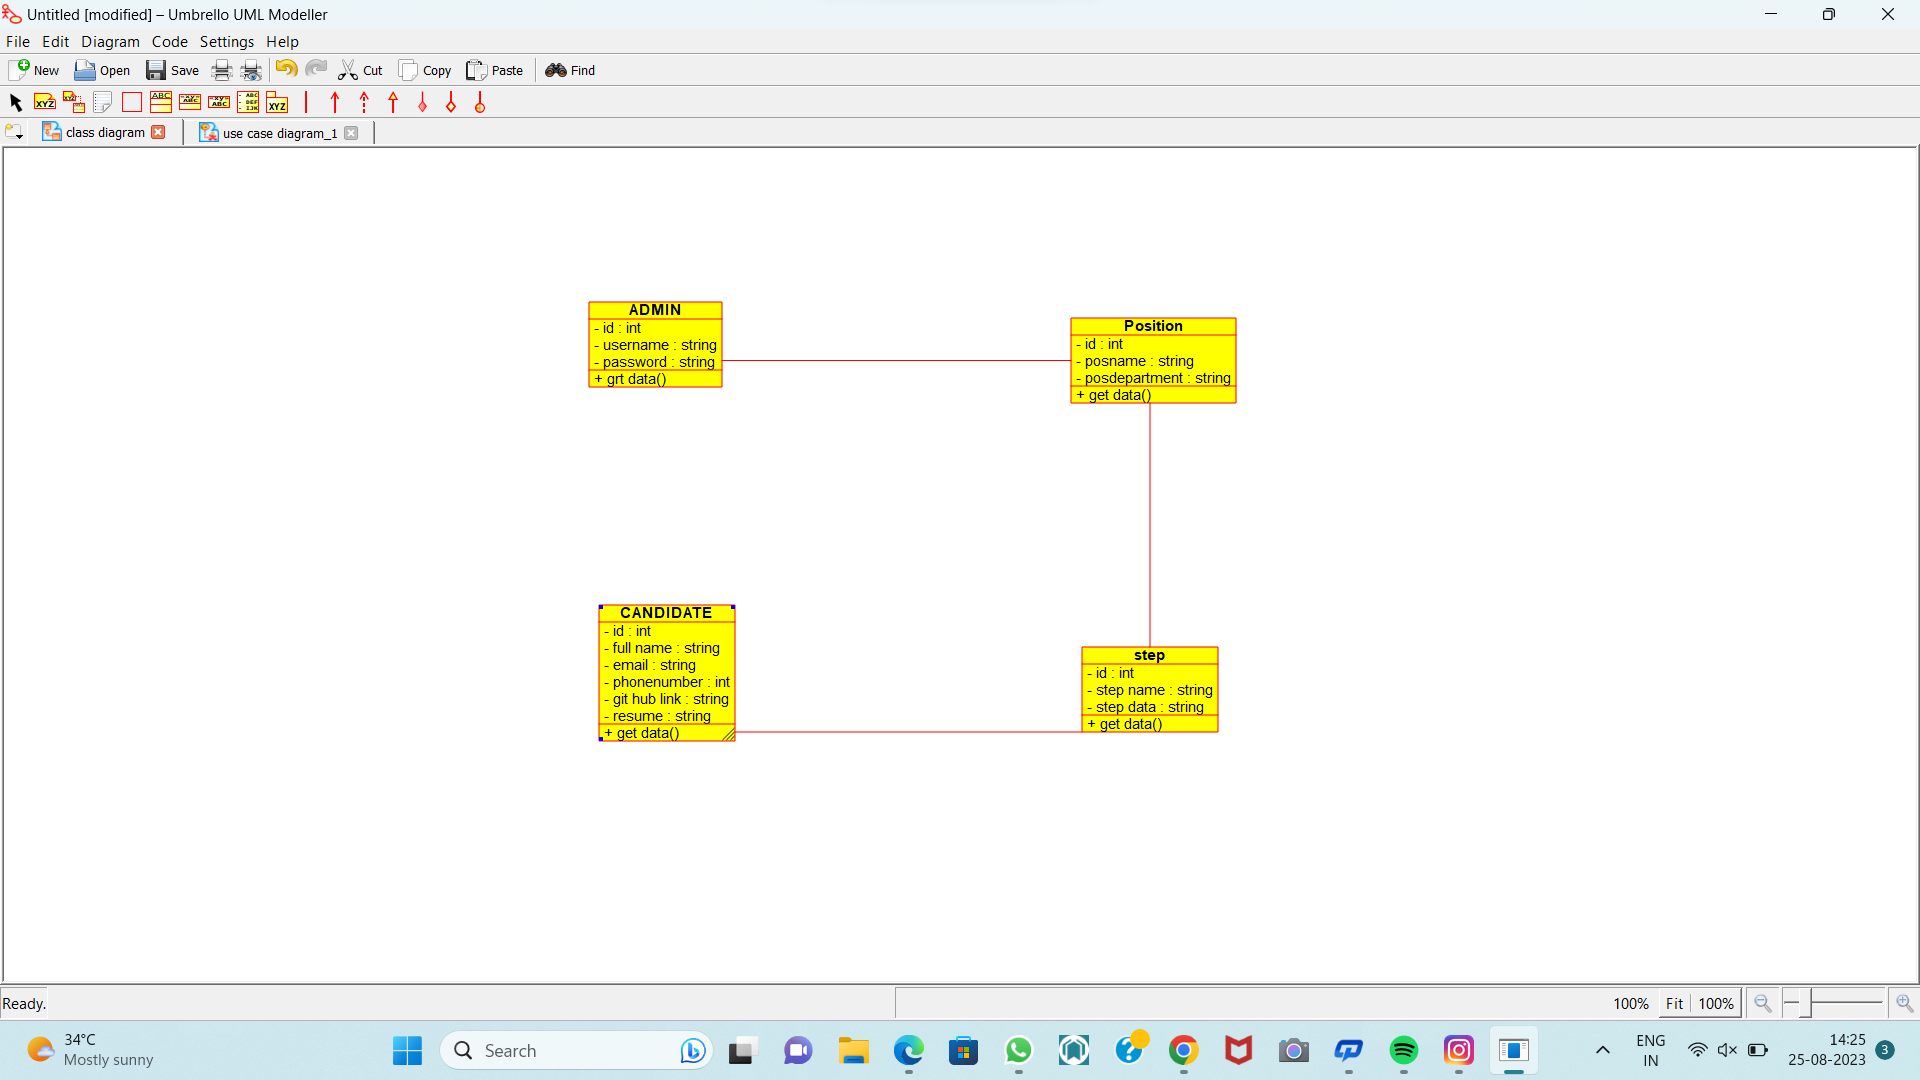 Untitled [modified] – Umbrello UML Modeller
File Edit Diagram Code Settings Help
New Open Save Cut Copy Paste Find
class diagram use case diagram_1
ADMIN
- id : int
- username : string
- password : string
+ grt data()
Position
- id : int
- posname : string
- posdepartment : string
+ get data()
CANDIDATE
- id : int
- full name : string
- email : string
- phonenumber : int
- git hub link : string
- resume : string
+ get data()
step
- id : int
- step name : string
- step data : string
+ get data()
Ready.
100% Fit 100%
34°C
Mostly sunny
Search
ENG
IN
14:25
25-08-2023
3